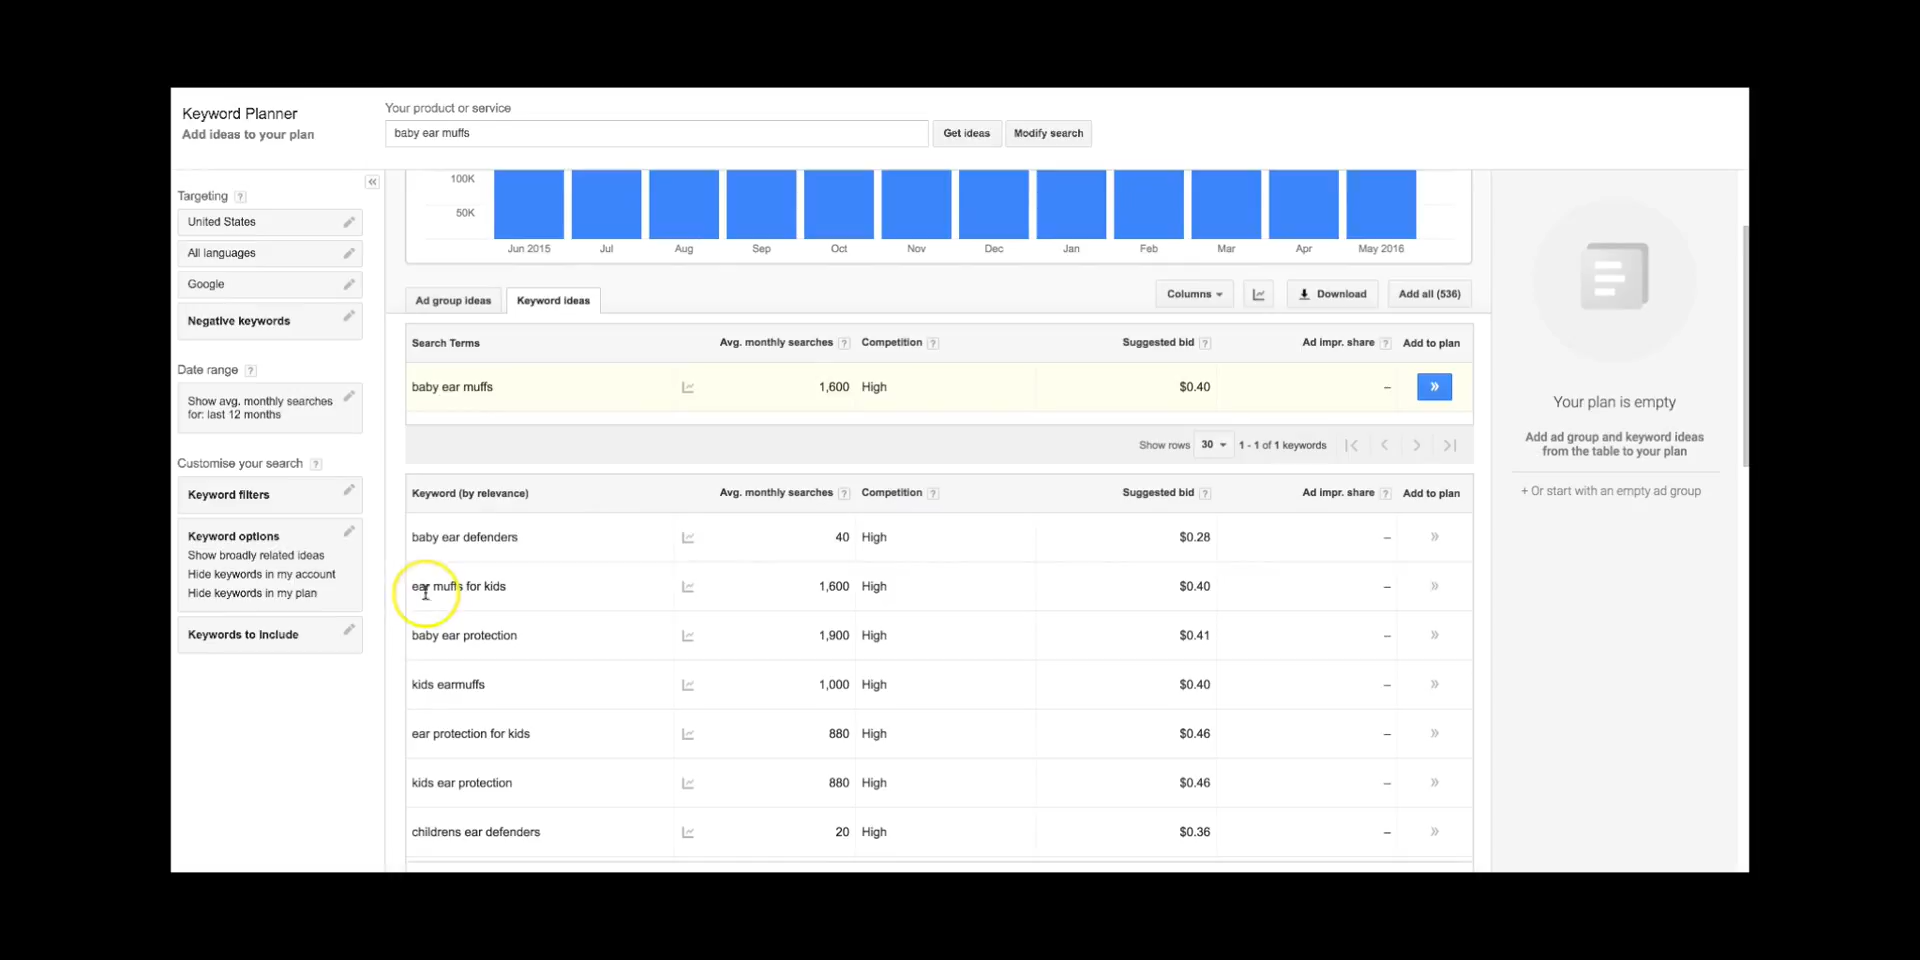 Keyword Planner
Add ideas to your plan
Your product or service
baby ear muffs
Get ideas
Modify search
Targeting ?
United States
All languages
Google
Negative keywords
Date range ?
Show avg. monthly searches
for: last 12 months
Customise your search ?
Keyword filters
Keyword options
Show broadly related ideas
Hide keywords in my account
Hide keywords in my plan
Keywords to include
100K
50K
Jun 2015 Jul Aug Sep Oct Nov Dec Jan Feb Mar Apr May 2016
Ad group ideas Keyword ideas
Columns Download Add all (536)
Search Terms Avg. monthly searches ? Competition ? Suggested bid ? Ad impr. share ? Add to plan
baby ear muffs 1,600 High $0.40 – »
Show rows 30 1 - 1 of 1 keywords
Keyword (by relevance) Avg. monthly searches ? Competition ? Suggested bid ? Ad impr. share ? Add to plan
baby ear defenders 40 High $0.28 – »
ear muffs for kids 1,600 High $0.40 – »
baby ear protection 1,900 High $0.41 – »
kids earmuffs 1,000 High $0.40 – »
ear protection for kids 880 High $0.46 – »
kids ear protection 880 High $0.46 – »
childrens ear defenders 20 High $0.36 – »
Your plan is empty
Add ad group and keyword ideas
from the table to your plan
+ Or start with an empty ad group